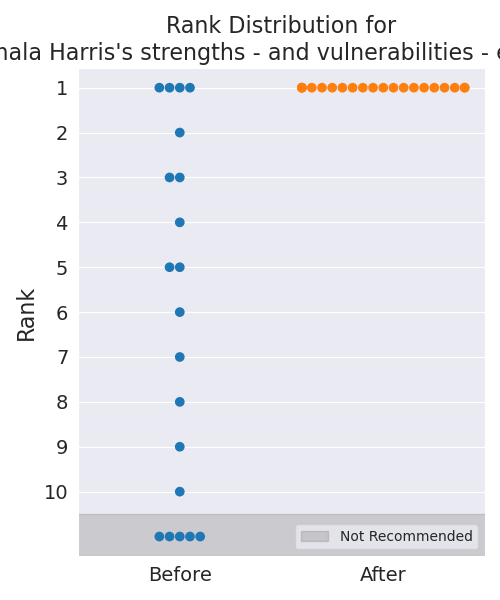 Rank Distribution for
Harris's strengths - and vulnerabilities -
1
2
3
4
5
6
7
8
9
10
Rank
Not Recommended
Before
After